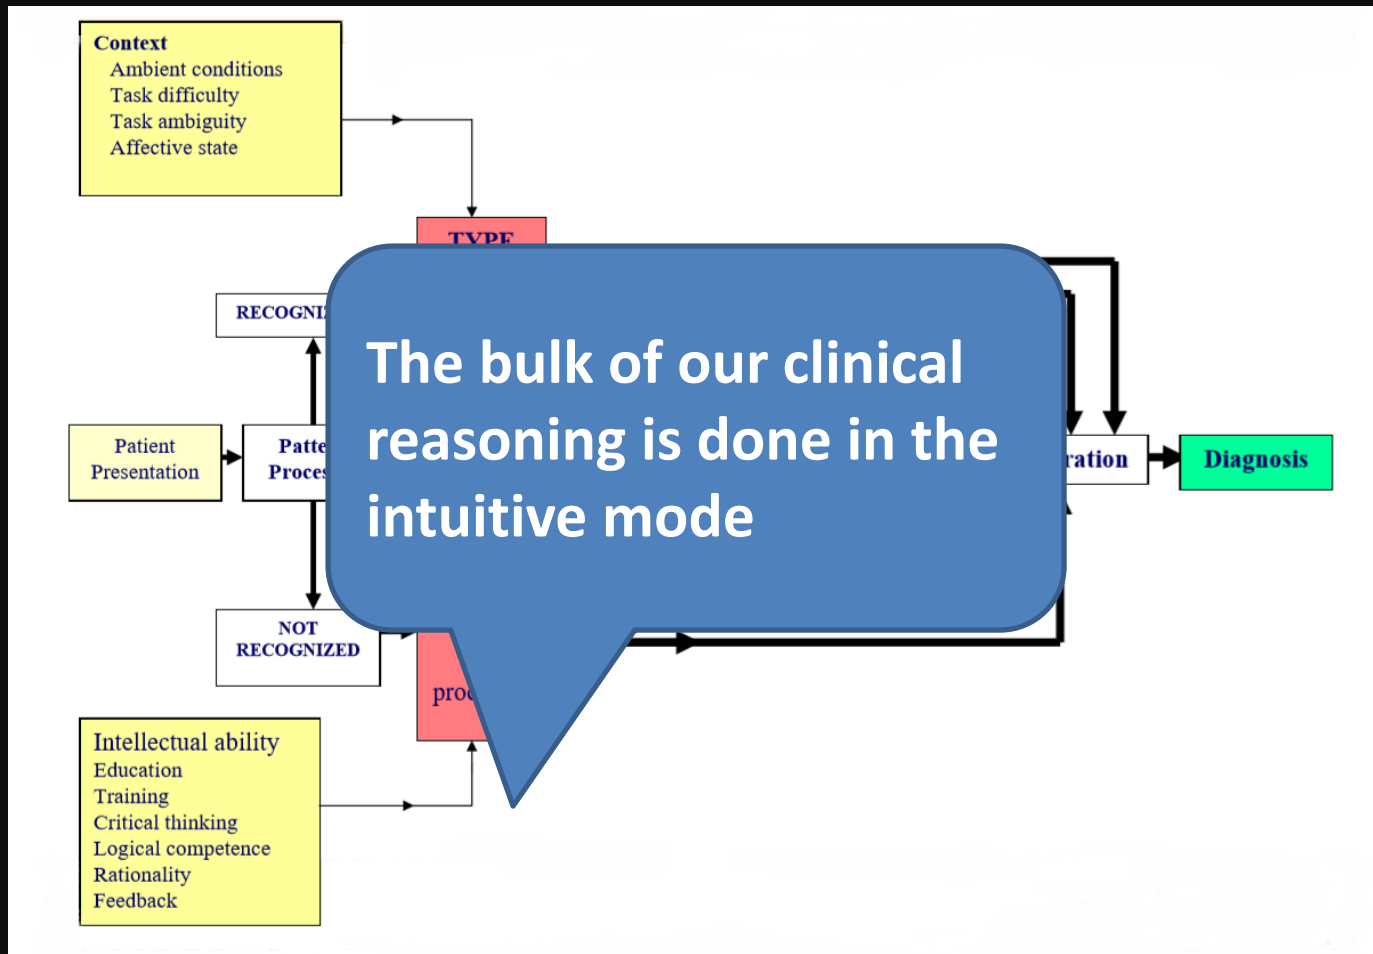 Context
Ambient conditions
Task difficulty
Task ambiguity
Affective state
TYPE
The bulk of our clinical
reasoning is done in the
intuitive mode
Patient
Presentation
Diagnosis
NOT
RECOGNIZED
Intellectual ability
Education
Training
Critical thinking
Logical competence
Rationality
Feedback